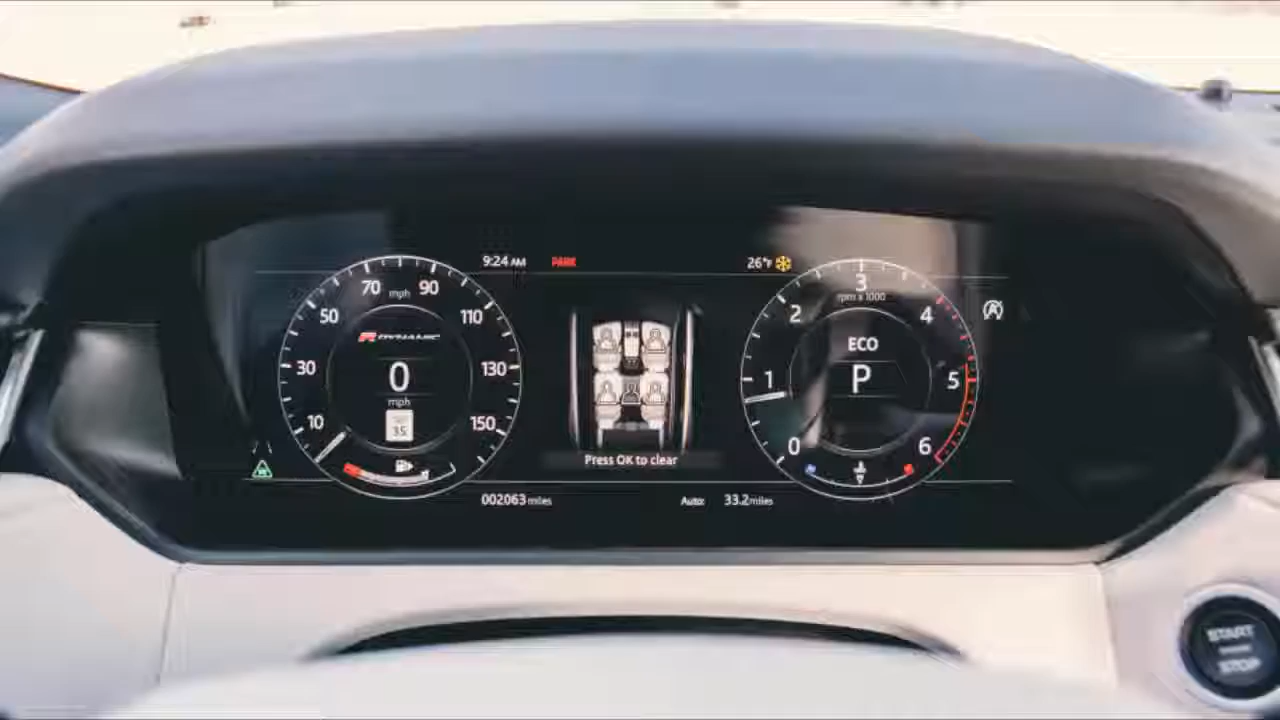 9:24 AM PARK 26°F
70 mph 90
50 110
30 130
10 150
R-DYNAMIC
0
mph
35
Press OK to clear
3
rpm x 1000
2 4
1 5
0 6
ECO
P
002063 miles Auto: 33.2 miles
START
STOP